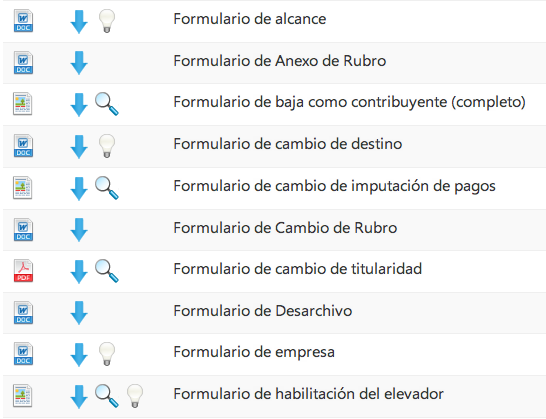 DOC Formulario de alcance
DOC Formulario de Anexo de Rubro
Formulario de baja como contribuyente (completo)
DOC Formulario de cambio de destino
Formulario de cambio de imputación de pagos
DOC Formulario de Cambio de Rubro
PDF Formulario de cambio de titularidad
DOC Formulario de Desarchivo
DOC Formulario de empresa
Formulario de habilitación del elevador